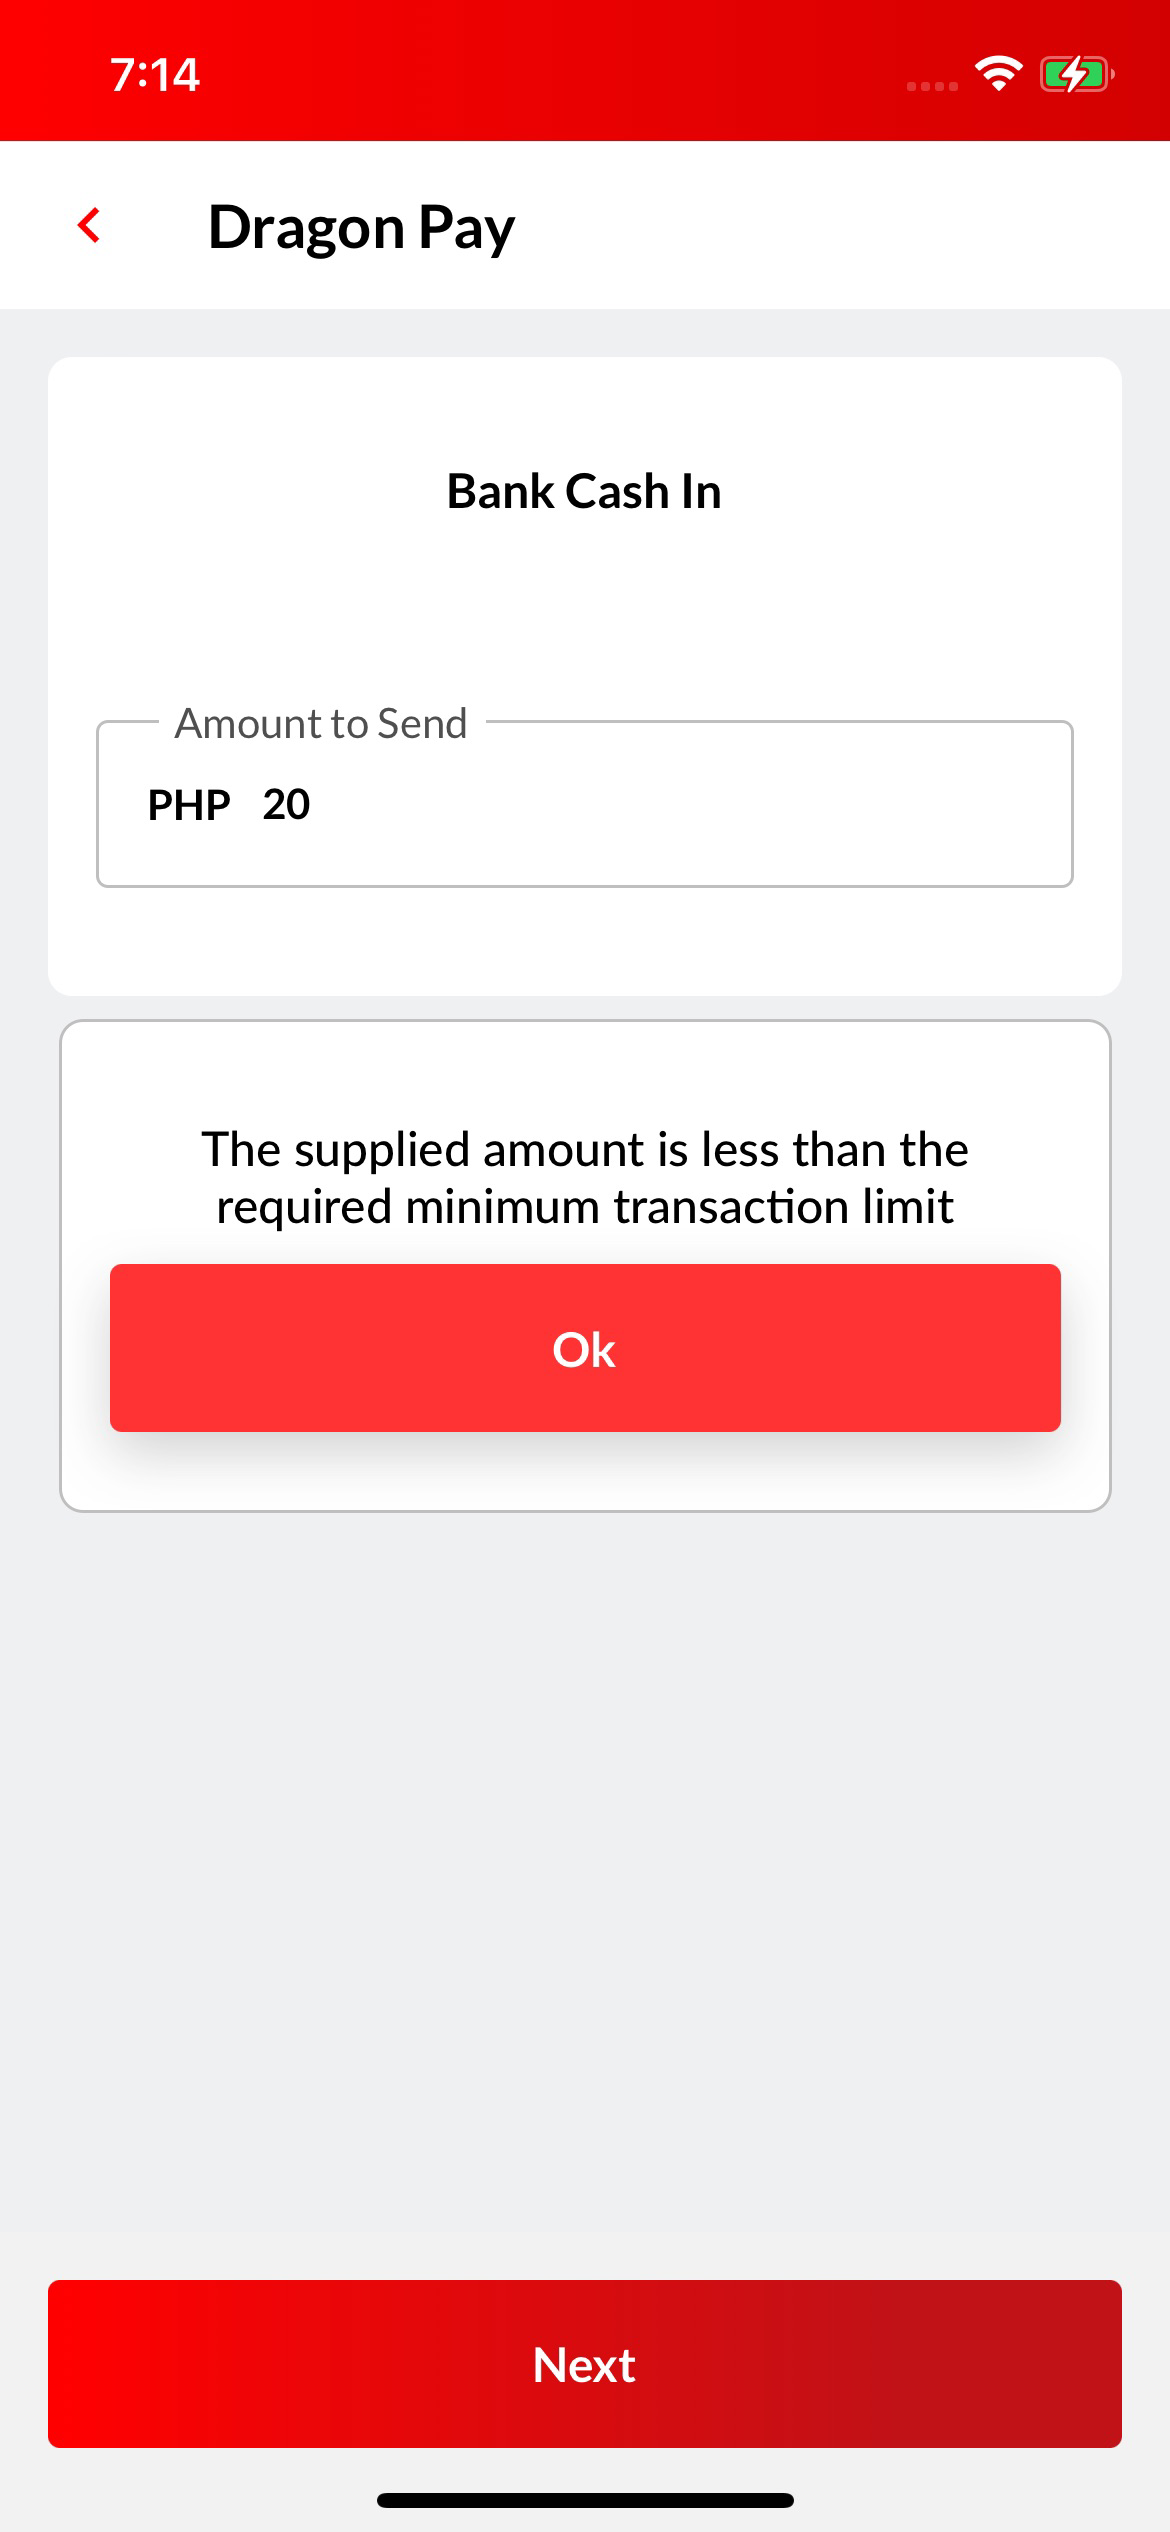 7:14
Dragon Pay
Bank Cash In
Amount to Send
PHP 20
The supplied amount is less than the
required minimum transaction limit
Ok
Next